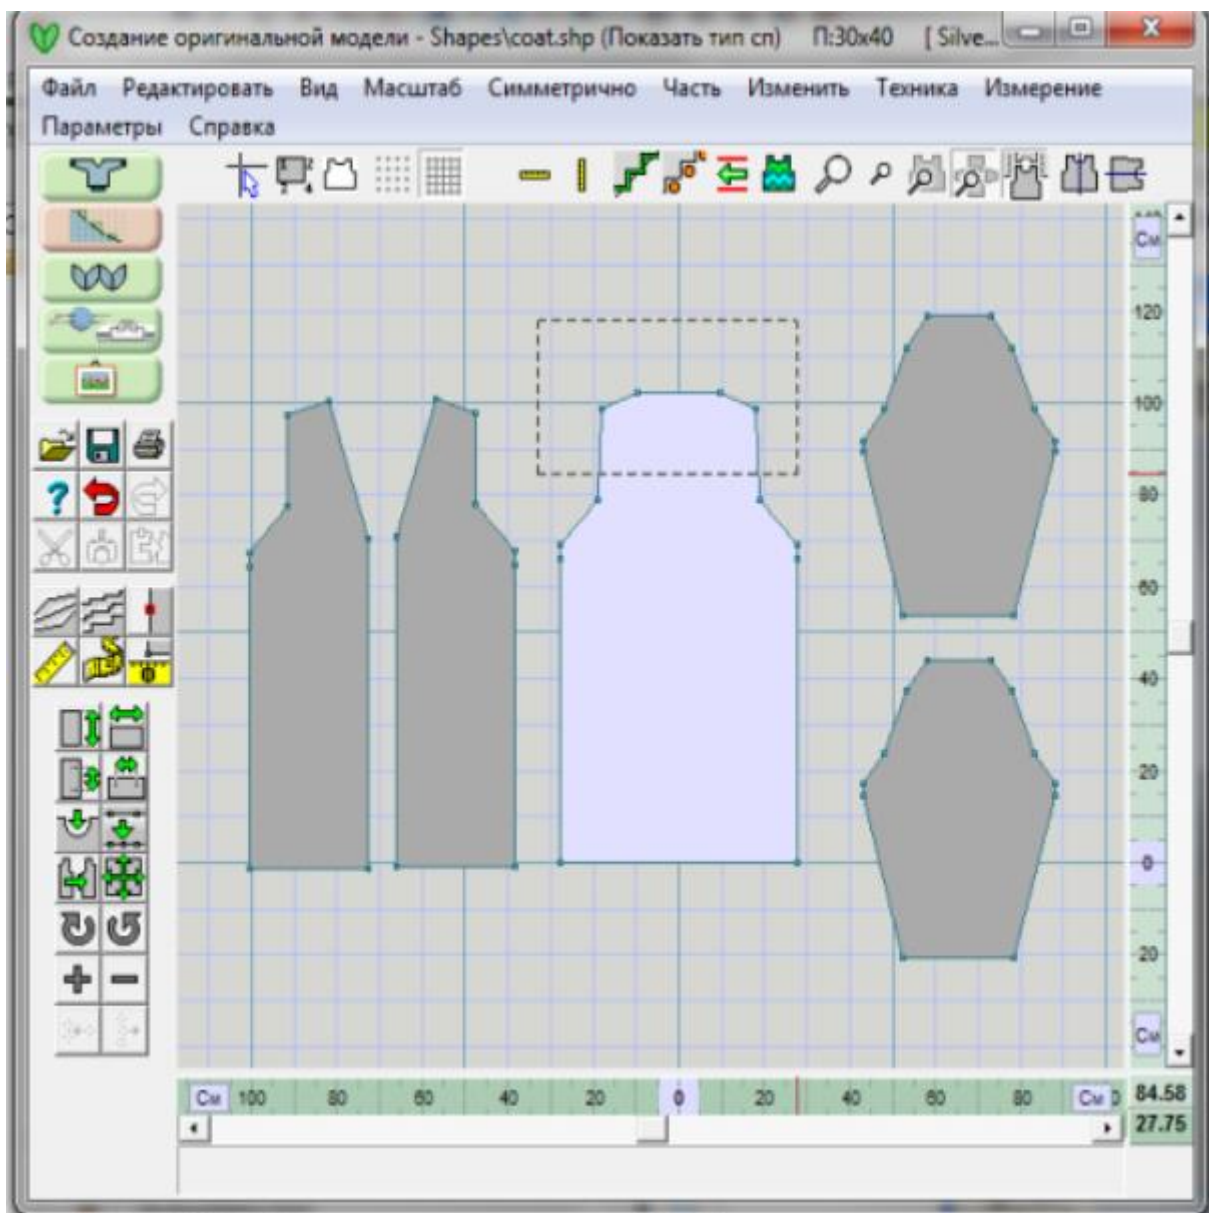 Создание оригинальной модели - Shapes\coat.shp (Показать тип сп) П:30x40 [ Silve...
Файл Редактировать Вид Масштаб Симметрично Часть Изменить Техника Измерение
Параметры Справка
См
120
100
80
60
40
20
0
20
См
См 100 80 60 40 20 0 20 40 60 80 См
84.58
27.75